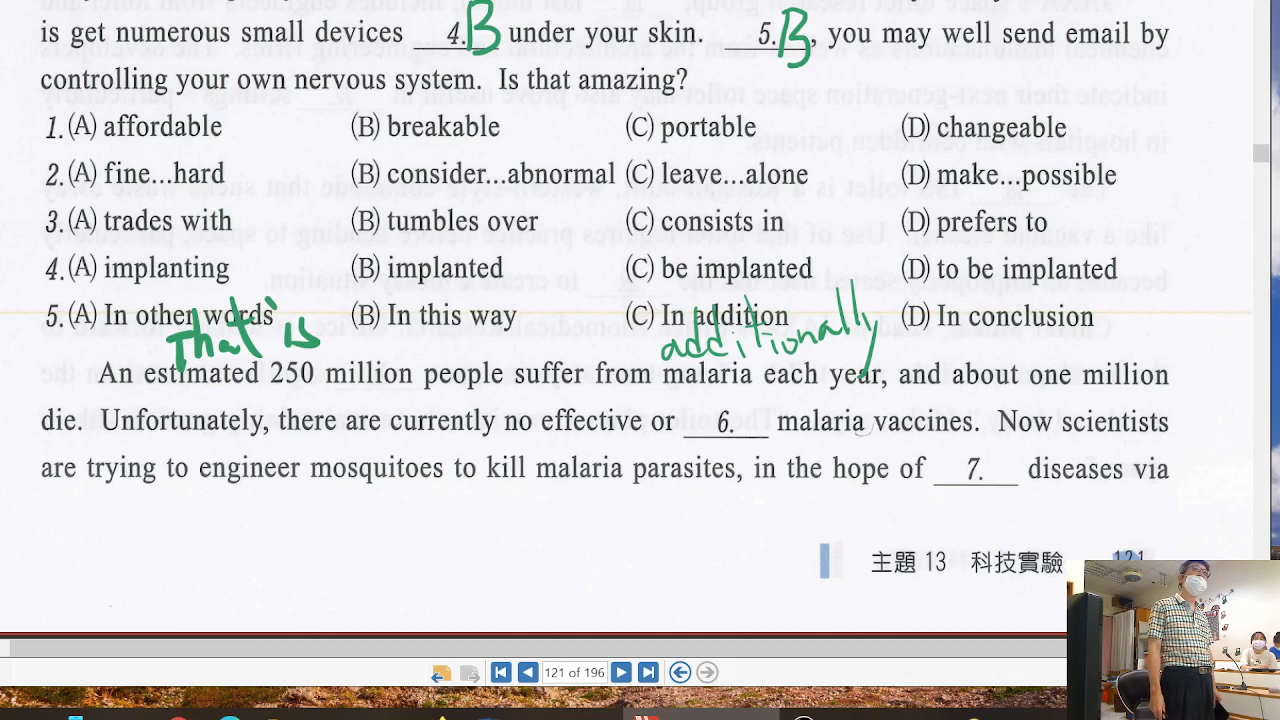 is get numerous small devices 4. B under your skin. 5. B, you may well send email by
controlling your own nervous system. Is that amazing?
1. (A) affordable (B) breakable (C) portable (D) changeable
2. (A) fine...hard (B) consider...abnormal (C) leave...alone (D) make...possible
3. (A) trades with (B) tumbles over (C) consists in (D) prefers to
4. (A) implanting (B) implanted (C) be implanted (D) to be implanted
5. (A) In other words (B) In this way (C) In addition (D) In conclusion
that is additionally
An estimated 250 million people suffer from malaria each year, and about one million
die. Unfortunately, there are currently no effective or 6. malaria vaccines. Now scientists
are trying to engineer mosquitoes to kill malaria parasites, in the hope of 7. diseases via
主題 13 科技實驗 121
121 of 196